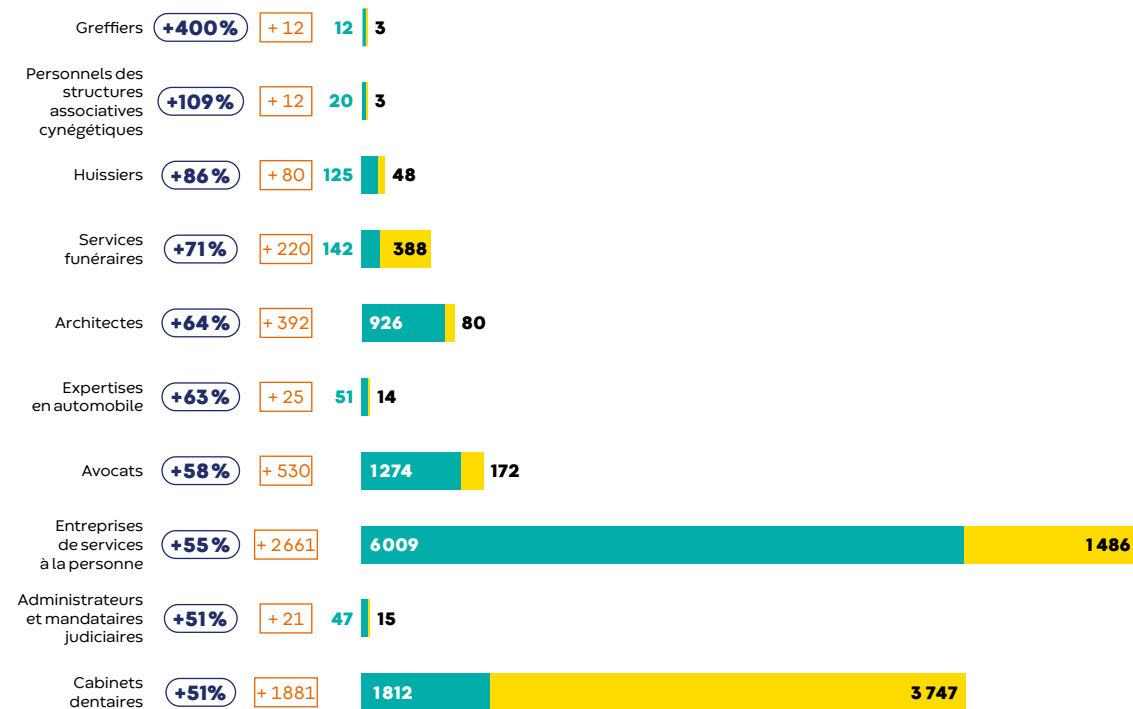 Greffiers +400% + 12 12 3
Personnels des
structures
associatives
cynégétiques
+109% + 12 20 3
Huissiers +86% + 80 125 48
Services
funéraires
+71% + 220 142 388
Architectes +64% + 392 926 80
Expertises
en automobile
+63% + 25 51 14
Avocats +58% + 530 1274 172
Entreprises
de services
à la personne
+55% + 2661 6009 1486
Administrateurs
et mandataires
judiciaires
+51% + 21 47 15
Cabinets
dentaires
+51% + 1881 1812 3747